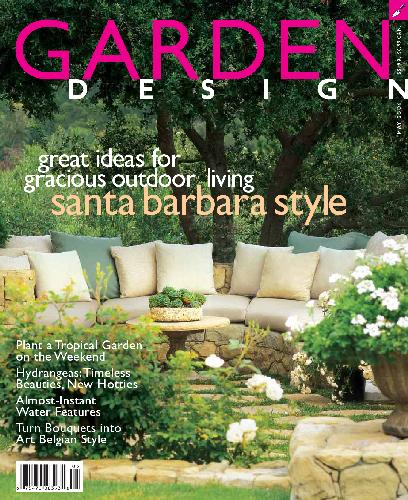 GARDEN
DESIGN
great ideas for
gracious outdoor living
santa barbara style
Plant a Tropical Garden
on the Weekend
Hydrangeas: Timeless
Beauties, New Hotties
Almost-Instant
Water Features
Turn Bouquets into
Art Belgian Style